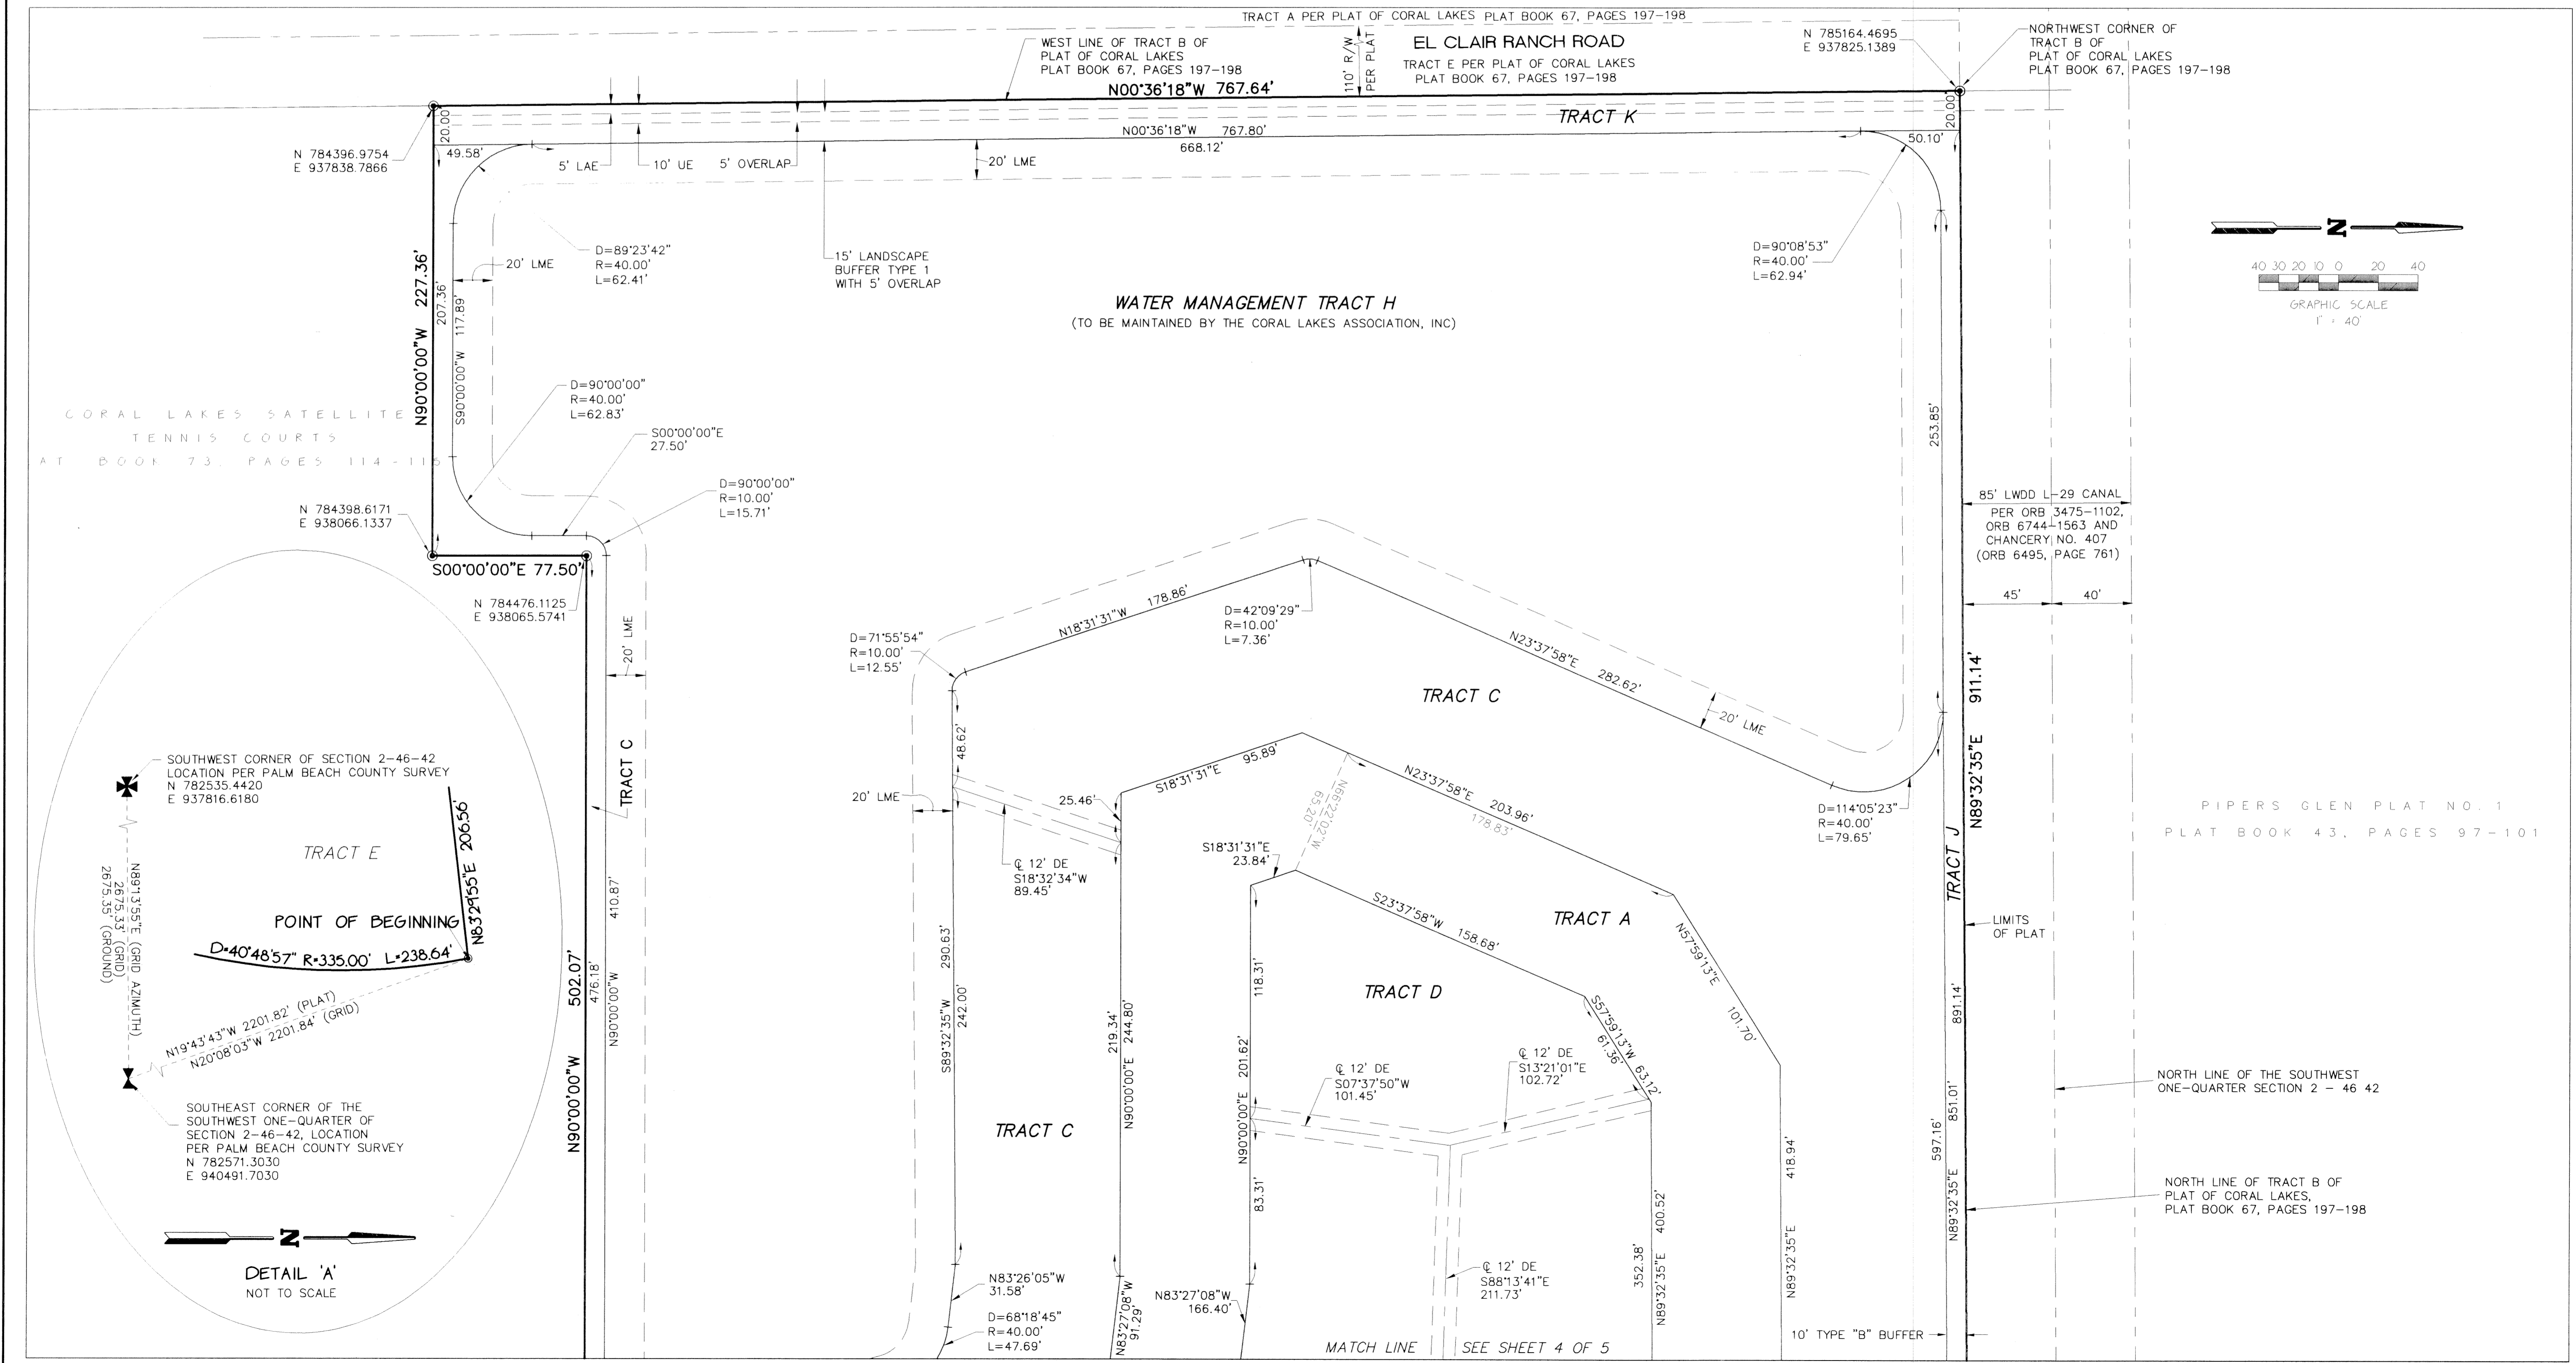 TRACT A PER PLAT OF CORAL LAKES PLAT BOOK 67, PAGES 197-198
WEST LINE OF TRACT B OF
PLAT OF CORAL LAKES
PLAT BOOK 67, PAGES 197-198
110' R/W
PER PLAT
EL CLAIR RANCH ROAD
TRACT E PER PLAT OF CORAL LAKES
PLAT BOOK 67, PAGES 197-198
N 785164.4695
E 937825.1389
NORTHWEST CORNER OF
TRACT B OF
PLAT OF CORAL LAKES
PLAT BOOK 67, PAGES 197-198
N00°36'18"W 767.64'
20.00'
20.00'
TRACT K
N00°36'18"W 767.80'
668.12'
50.10'
N 784396.9754
E 937838.7866
49.58'
5' LAE
10' UE
5' OVERLAP
20' LME
N90°00'00"W 227.36'
207.36'
S90°00'00"W 117.89'
20' LME
D=89°23'42"
R=40.00'
L=62.41'
15' LANDSCAPE
BUFFER TYPE 1
WITH 5' OVERLAP
D=90°08'53"
R=40.00'
L=62.94'
N
40 30 20 10 0 20 40
GRAPHIC SCALE
1" = 40'
WATER MANAGEMENT TRACT H
(TO BE MAINTAINED BY THE CORAL LAKES ASSOCIATION, INC)
D=90°00'00"
R=40.00'
L=62.83'
CORAL LAKES SATELLITE
TENNIS COURTS
AT BOOK 73, PAGES 114-116
S00°00'00"E
27.50'
253.85'
D=90°00'00"
R=10.00'
L=15.71'
N 784398.6171
E 938066.1337
85' LWDD L-29 CANAL
PER ORB 3475-1102,
ORB 6744-1563 AND
CHANCERY NO. 407
(ORB 6495, PAGE 761)
S00°00'00"E 77.50'
N 784476.1125
E 938065.5741
45'
40'
N18°31'31"W 178.86'
D=42°09'29"
R=10.00'
L=7.36'
20' LME
D=71°55'54"
R=10.00'
L=12.55'
N23°37'58"E 282.62'
TRACT C
20' LME
N89°32'35"E 911.14'
48.62'
TRACT C
S18°31'31"E 95.89'
SOUTHWEST CORNER OF SECTION 2-46-42
LOCATION PER PALM BEACH COUNTY SURVEY
N 782535.4420
E 937816.6180
N23°37'58"E 203.96'
178.83'
N66°22'02"W
65.20'
20' LME
25.46'
D=114°05'23"
R=40.00'
L=79.65'
PIPERS GLEN PLAT NO. 1
PLAT BOOK 43, PAGES 97-101
TRACT E
N83°29'55"E 206.56'
S18°31'31"E
23.84'
TRACT J
₵ 12' DE
S18°32'34"W
89.45'
N89°13'55"E (GRID AZIMUTH)
2675.33' (GRID)
2675.35' (GROUND)
410.87'
S23°37'58"W 158.68'
TRACT A
POINT OF BEGINNING
LIMITS
OF PLAT
D=40°48'57" R=335.00' L=238.64'
N57°59'13"E 101.70'
290.63'
118.31'
TRACT D
502.07'
476.18'
242.00'
891.14'
N19°43'43"W 2201.82' (PLAT)
N20°08'03"W 2201.84' (GRID)
N90°00'00"W
S57°59'13"W 63.12'
61.36'
S89°32'35"W
219.34'
N90°00'00"E 244.80'
₵ 12' DE
S07°37'50"W
101.45'
₵ 12' DE
S13°21'01"E
102.72'
N90°00'00"E 201.62'
NORTH LINE OF THE SOUTHWEST
ONE-QUARTER SECTION 2 - 46 42
851.01'
N90°00'00"W
SOUTHEAST CORNER OF THE
SOUTHWEST ONE-QUARTER OF
SECTION 2-46-42, LOCATION
PER PALM BEACH COUNTY SURVEY
N 782571.3030
E 940491.7030
TRACT C
597.16'
418.94'
83.31'
400.52'
NORTH LINE OF TRACT B OF
PLAT OF CORAL LAKES,
PLAT BOOK 67, PAGES 197-198
N89°32'35"E
N
DETAIL 'A'
NOT TO SCALE
352.38'
N89°32'35"E
N89°32'35"E
N83°26'05"W
31.58'
₵ 12' DE
S88°13'41"E
211.73'
N83°27'08"W
91.29'
N83°27'08"W
166.40'
D=68°18'45"
R=40.00'
L=47.69'
MATCH LINE SEE SHEET 4 OF 5
10' TYPE "B" BUFFER